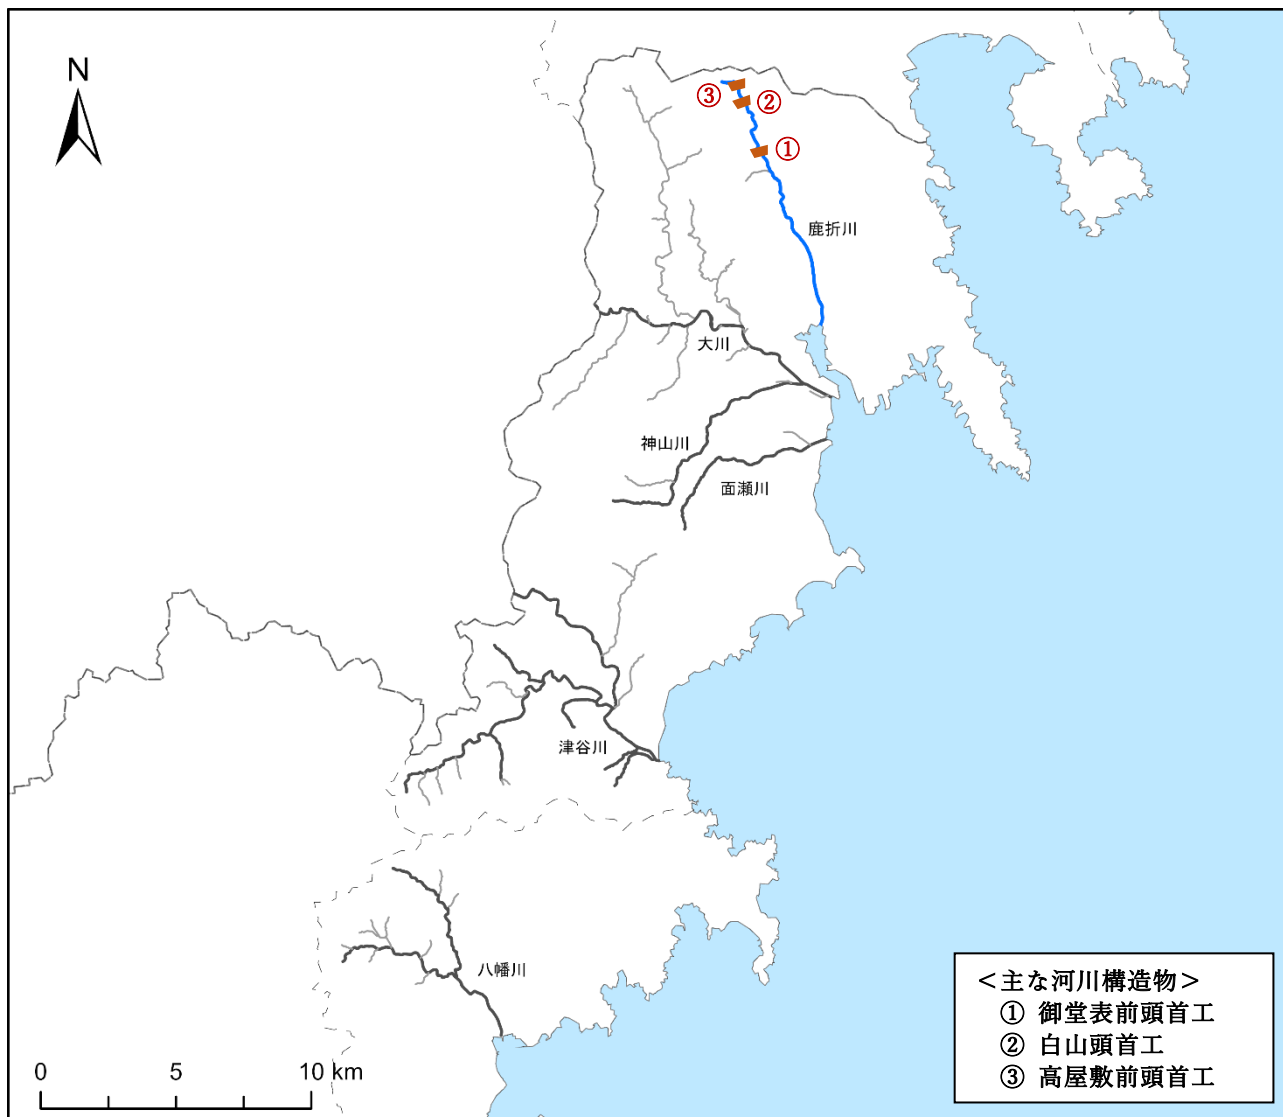 N
③
②
①
鹿折川
大川
神山川
面瀬川
津谷川
八幡川
＜主な河川構造物＞
① 御堂表前頭首工
② 白山頭首工
③ 高屋敷前頭首工
0 5 10 km